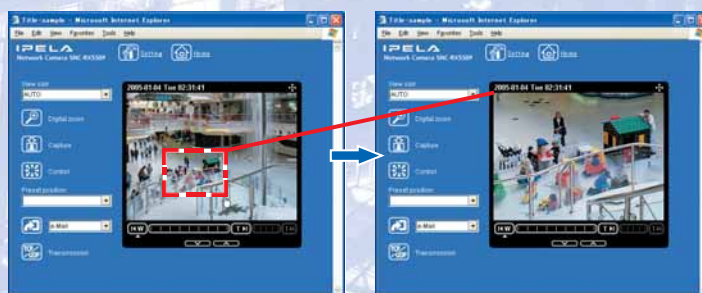 Title-sample - Microsoft Internet Explorer
File Edit View Favorites Tools Help
IPELA
Network Camera SNC-RX550P
Setting
Home
View size
AUTO
Digital zoom
Capture
Control
Preset position
e-Mail
Transmission
2005-01-04 Tue 02:31:41
W
T
Title-sample - Microsoft Internet Explorer
File Edit View Favorites Tools Help
IPELA
Network Camera SNC-RX550P
Setting
Home
View size
AUTO
Digital zoom
Capture
Control
Preset position
e-Mail
Transmission
2005-01-04 Tue 02:31:41
W
T